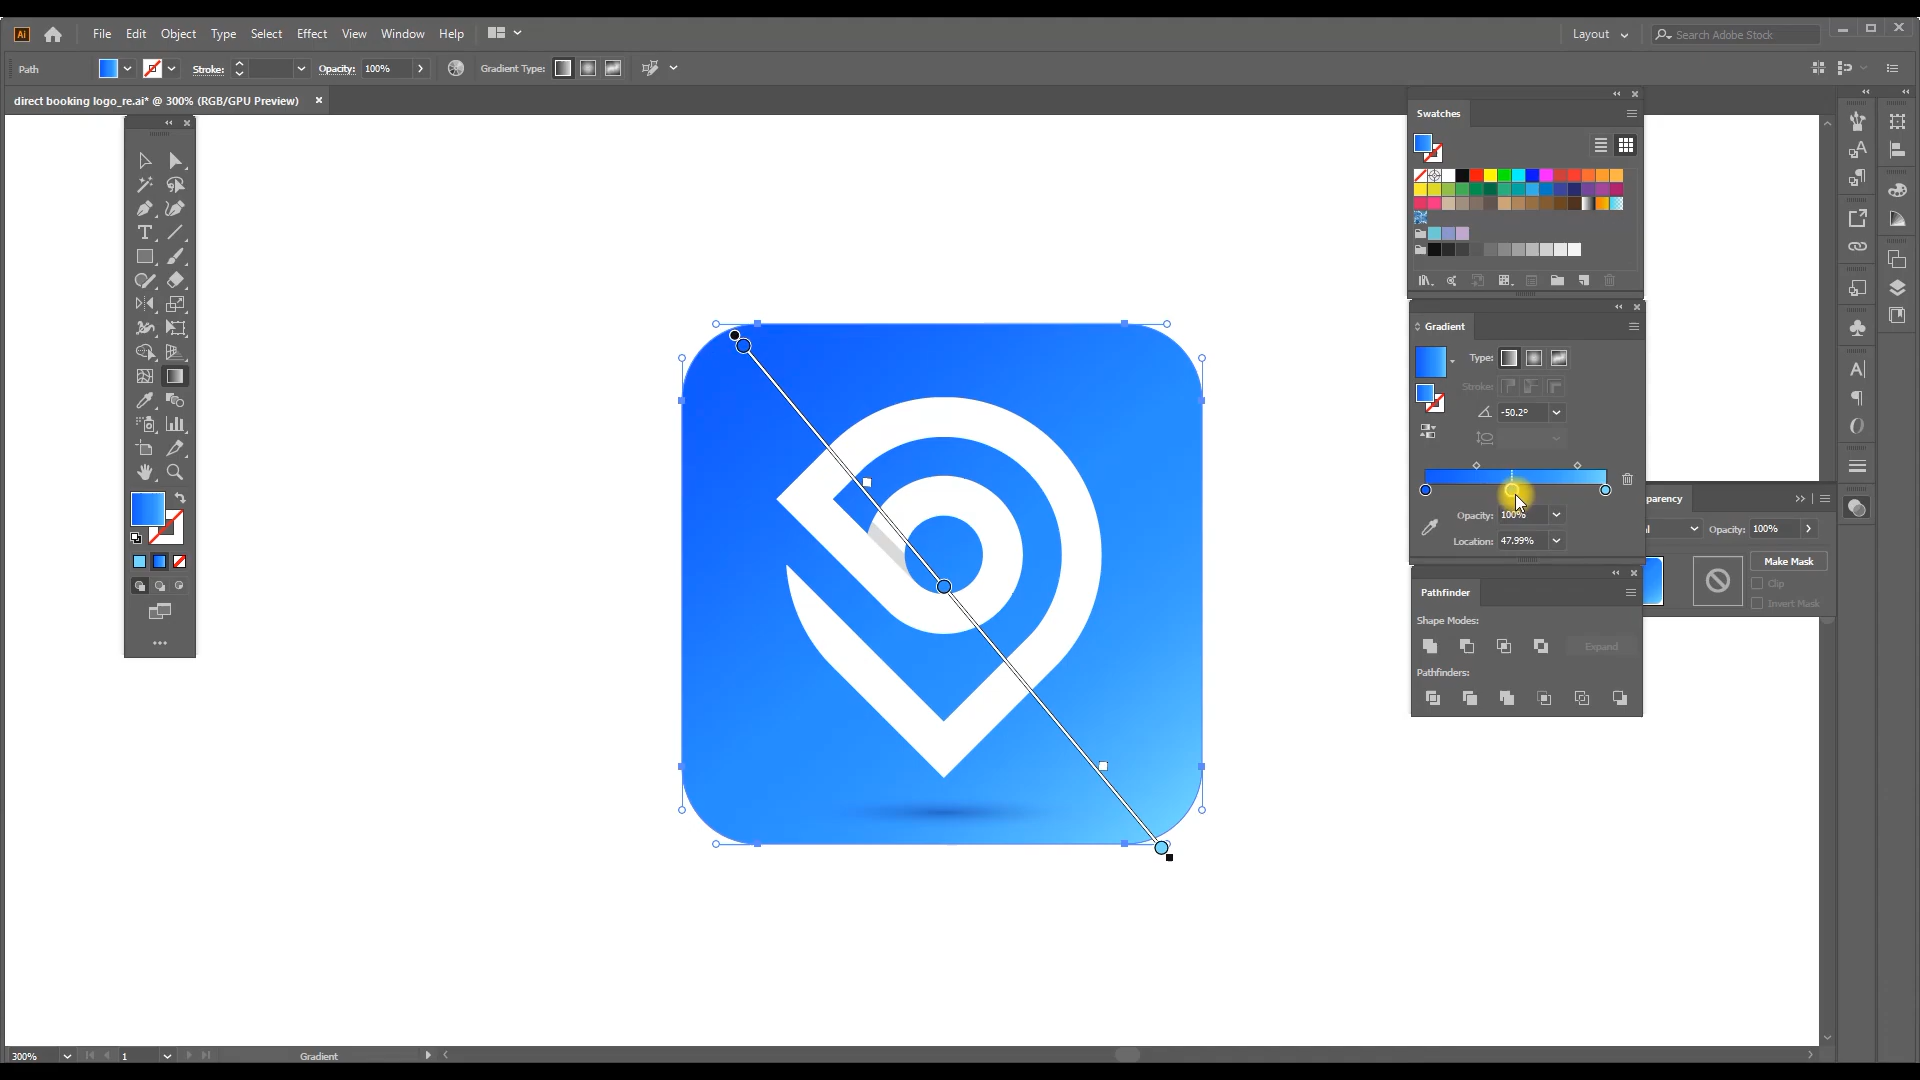 Ai File Edit Object Type Select Effect View Window Help Layout Search Adobe Stock
Path Stroke: Opacity: 100% Gradient Type:
direct booking logo_re.ai* @ 300% (RGB/GPU Preview) ×
Swatches
Gradient
Type:
Stroke:
-50.2°
Opacity: 100%
Location: 47.99%
parency
Opacity: 100%
Make Mask
Clip
Invert Mask
Pathfinder
Shape Modes:
Expand
Pathfinders:
300% 1 Gradient